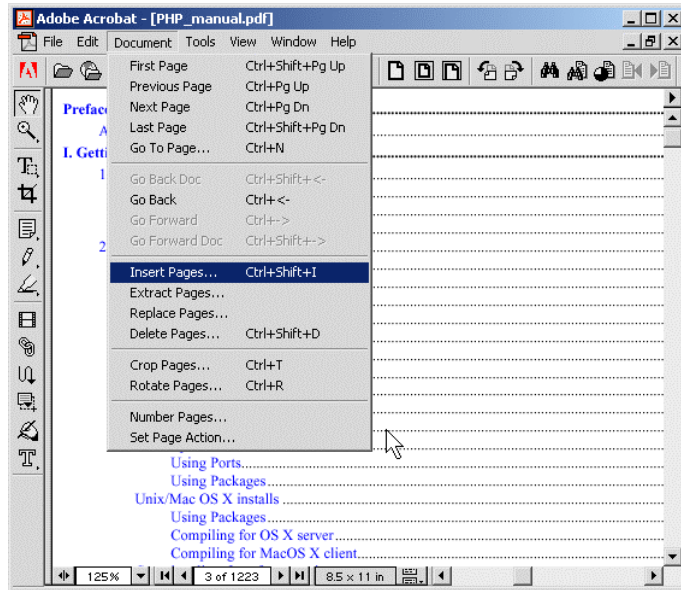 Adobe Acrobat - [PHP_manual.pdf]
File Edit Document Tools View Window Help
First Page Ctrl+Shift+Pg Up
Previous Page Ctrl+Pg Up
Next Page Ctrl+Pg Dn
Last Page Ctrl+Shift+Pg Dn
Go To Page... Ctrl+N
Go Back Doc Ctrl+Shift+<-
Go Back Ctrl+<-
Go Forward Ctrl+->
Go Forward Doc Ctrl+Shift+->
Insert Pages... Ctrl+Shift+I
Extract Pages...
Replace Pages...
Delete Pages... Ctrl+Shift+D
Crop Pages... Ctrl+T
Rotate Pages... Ctrl+R
Number Pages...
Set Page Action...
Preface
A
I. Getti
1
2
Using Ports
Using Packages
Unix/Mac OS X installs
Using Packages
Compiling for OS X server
Compiling for MacOS X client
125% 3 of 1223 8.5 x 11 in